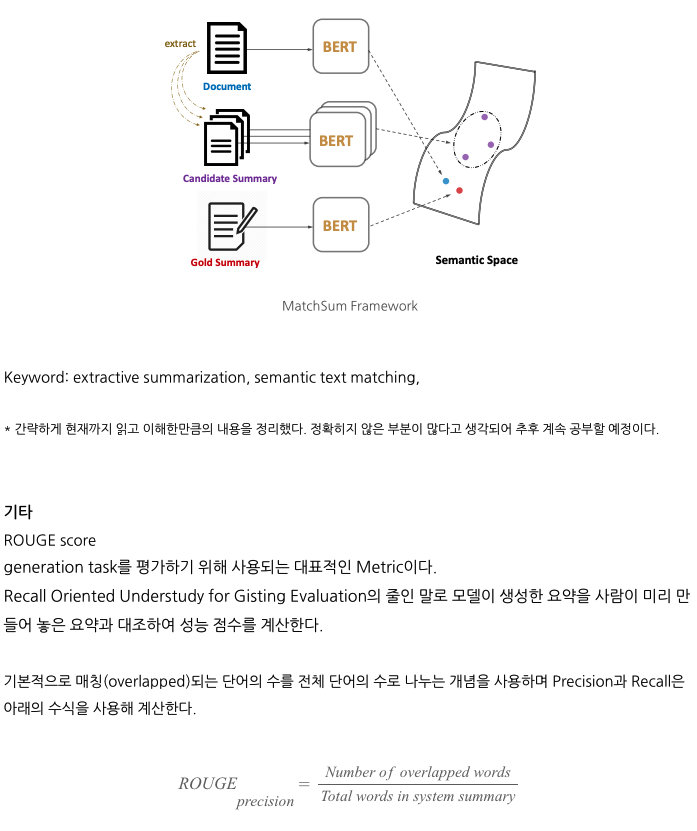 extract
BERT
Document
BERT
Candidate Summary
BERT
Gold Summary
Semantic Space
MatchSum Framework
Keyword: extractive summarization, semantic text matching,
* 간략하게 현재까지 읽고 이해한만큼의 내용을 정리했다. 정확히지 않은 부분이 많다고 생각되어 추후 계속 공부할 예정이다.
기타
ROUGE score
generation task를 평가하기 위해 사용되는 대표적인 Metric이다.
Recall Oriented Understudy for Gisting Evaluation의 줄인 말로 모델이 생성한 요약을 사람이 미리 만
들어 놓은 요약과 대조하여 성능 점수를 계산한다.
기본적으로 매칭(overlapped)되는 단어의 수를 전체 단어의 수로 나누는 개념을 사용하며 Precision과 Recall은
아래의 수식을 사용해 계산한다.
ROUGE precision = Number of overlapped words
Total words in system summary